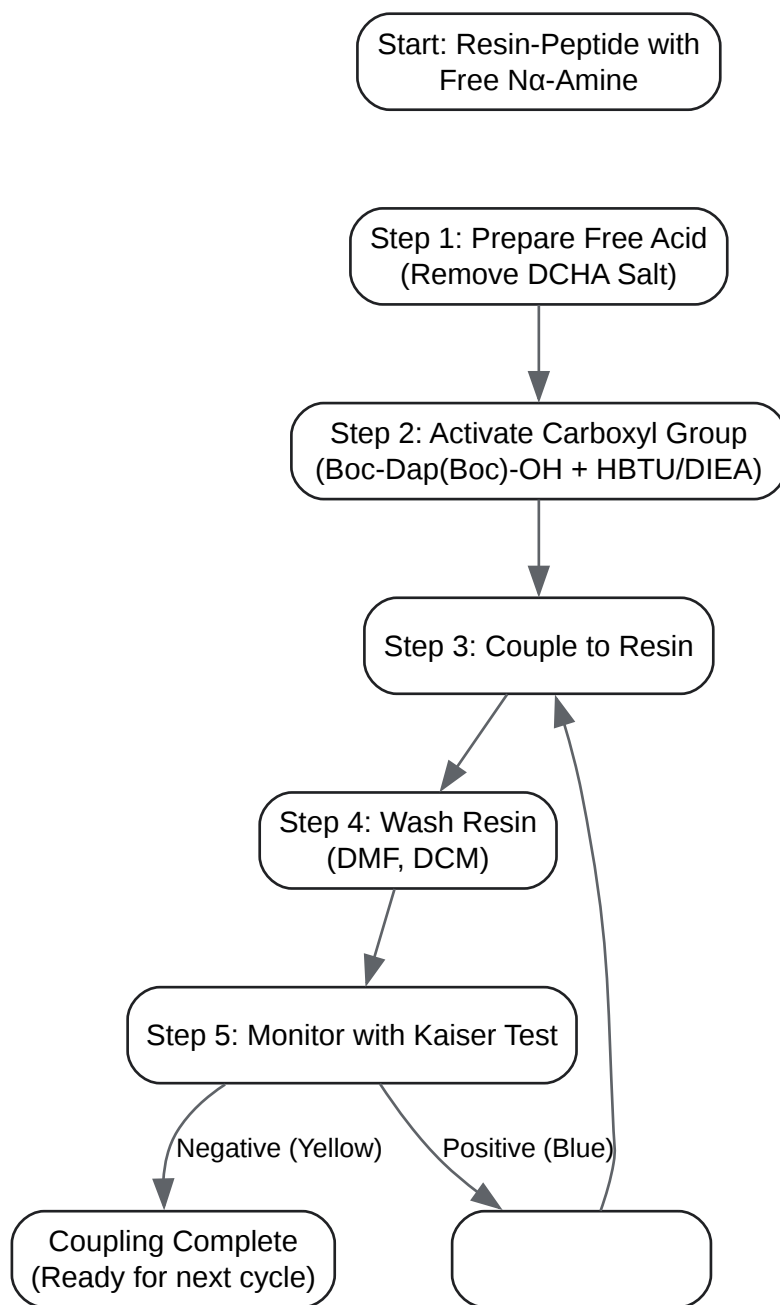 Start: Resin-Peptide with
Free Nα-Amine
Step 1: Prepare Free Acid
(Remove DCHA Salt)
Step 2: Activate Carboxyl Group
(Boc-Dap(Boc)-OH + HBTU/DIEA)
Step 3: Couple to Resin
Step 4: Wash Resin
(DMF, DCM)
Step 5: Monitor with Kaiser Test
Negative (Yellow)
Positive (Blue)
Coupling Complete
(Ready for next cycle)